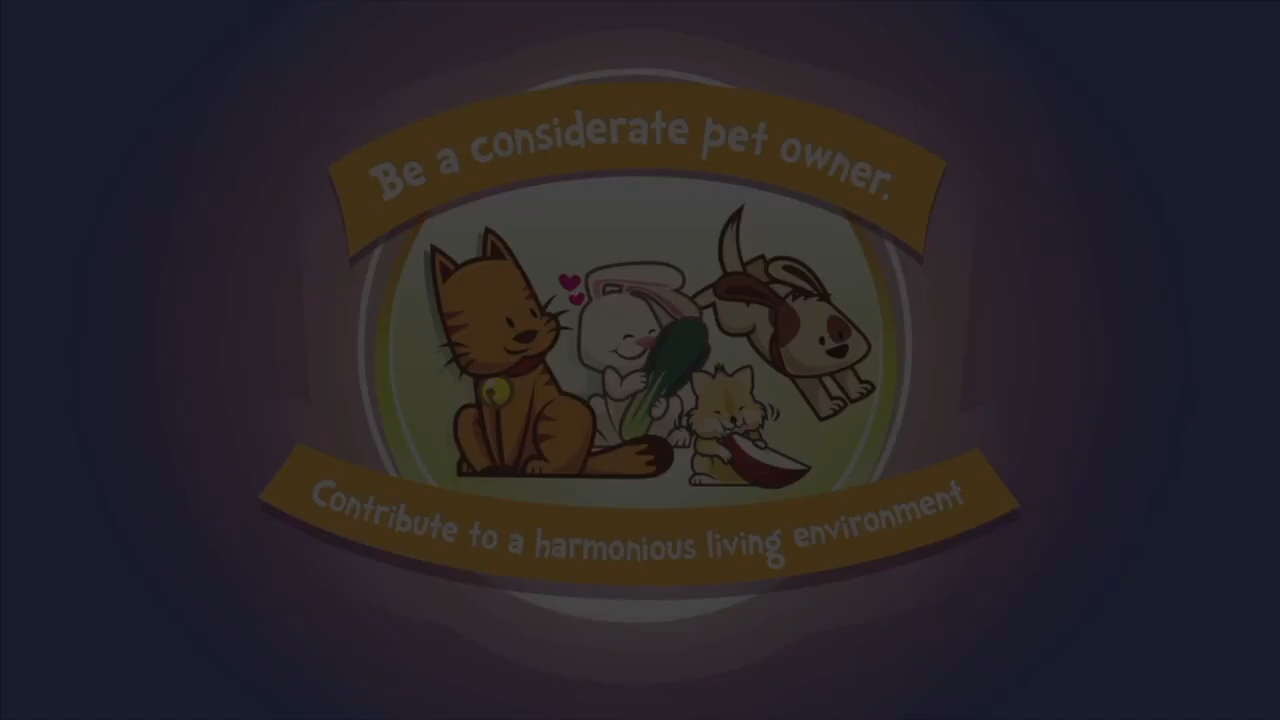 Be a considerate pet owner.
Contribute to a harmonious living environment